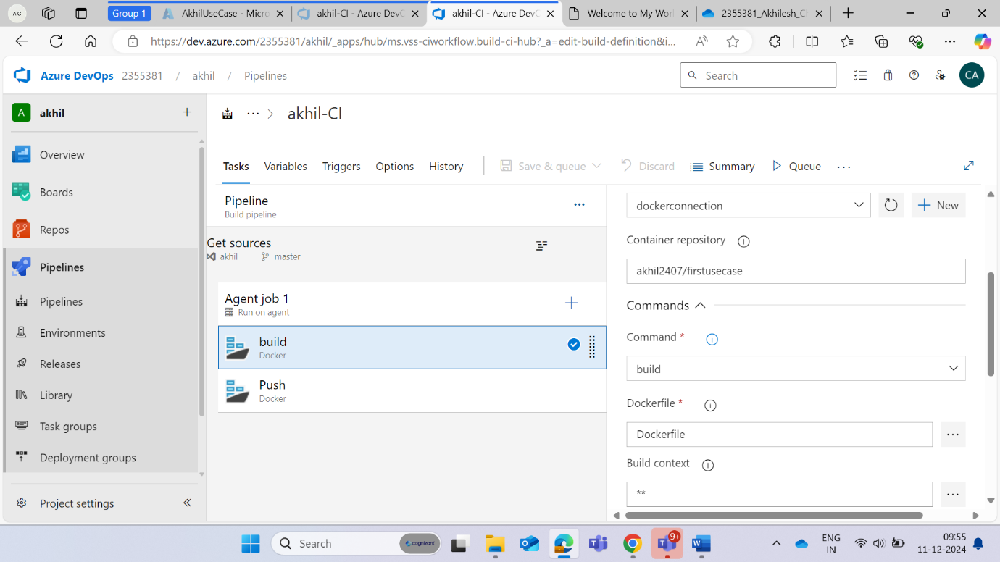 AC
Group 1
AkhilUseCase - Micro
akhil-CI - Azure DevO
akhil-CI - Azure DevO
Welcome to My Wor
2355381_Akhilesh_Ch
https://dev.azure.com/2355381/akhil/_apps/hub/ms.vss-ciworkflow.build-ci-hub?_a=edit-build-definition&i...
Azure DevOps 2355381 / akhil / Pipelines
Search
CA
A akhil
Overview
Boards
Repos
Pipelines
Pipelines
Environments
Releases
Library
Task groups
Deployment groups
Project settings
... > akhil-CI
Tasks Variables Triggers Options History Save & queue Discard Summary Queue ...
Pipeline
Build pipeline
Get sources
akhil master
Agent job 1
Run on agent
build
Docker
Push
Docker
dockerconnection
New
Container repository
akhil2407/firstusecase
Commands
Command *
build
Dockerfile *
Dockerfile
...
Build context
**
...
Search
cognizant
9+
ENG
IN
09:55
11-12-2024